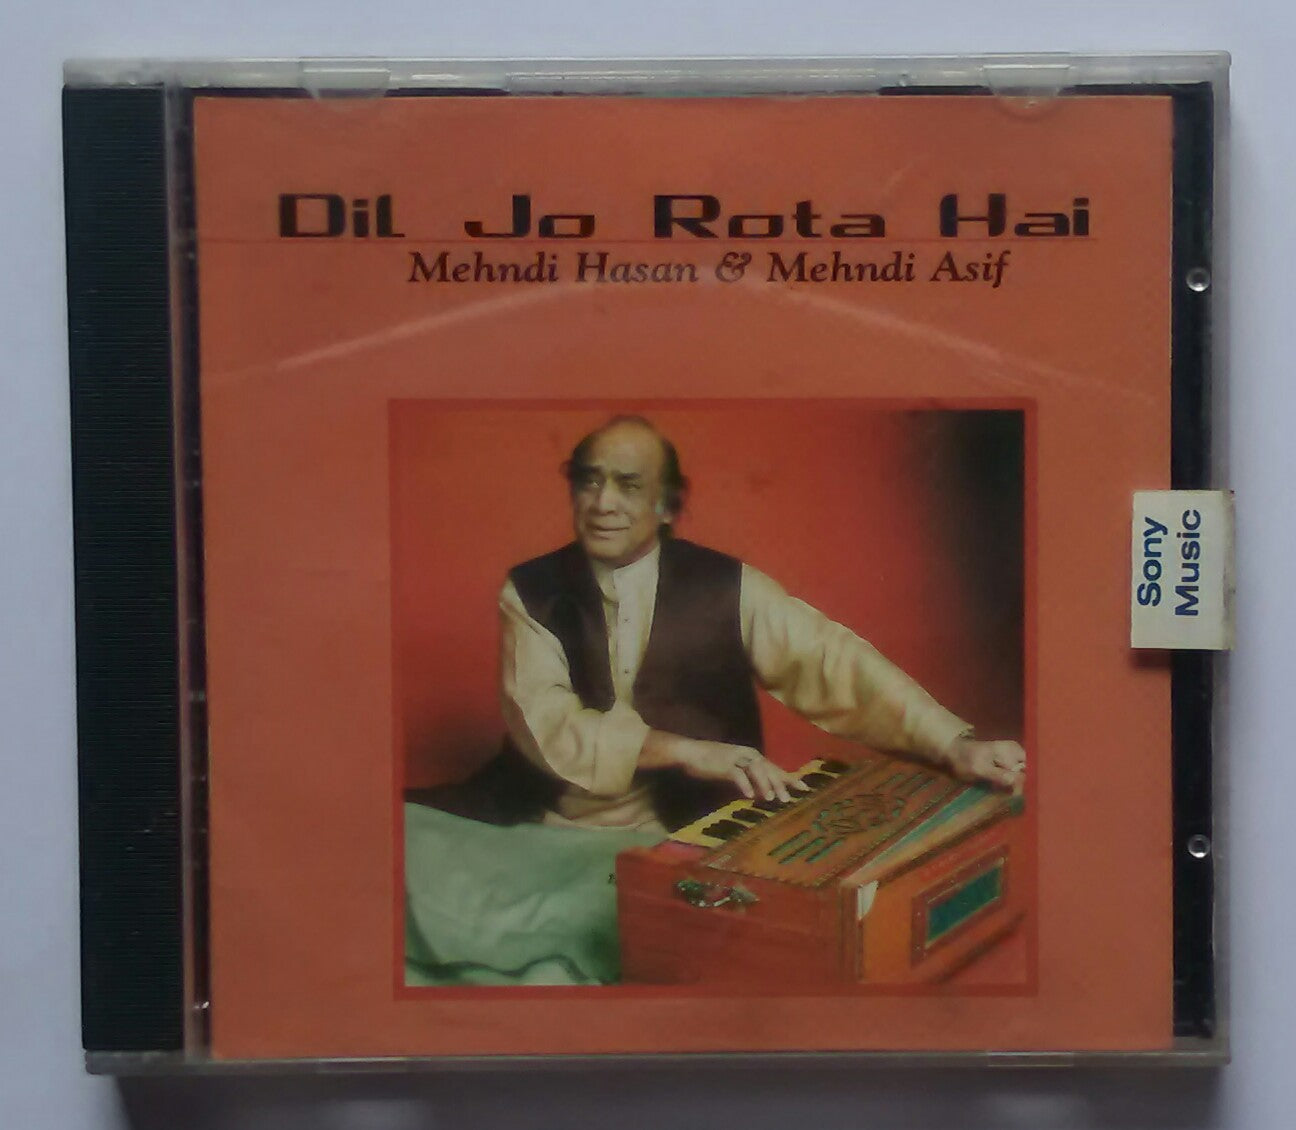 Dil Jo Rota Hai
Mehndi Hasan & Mehndi Asif
Sony
Music